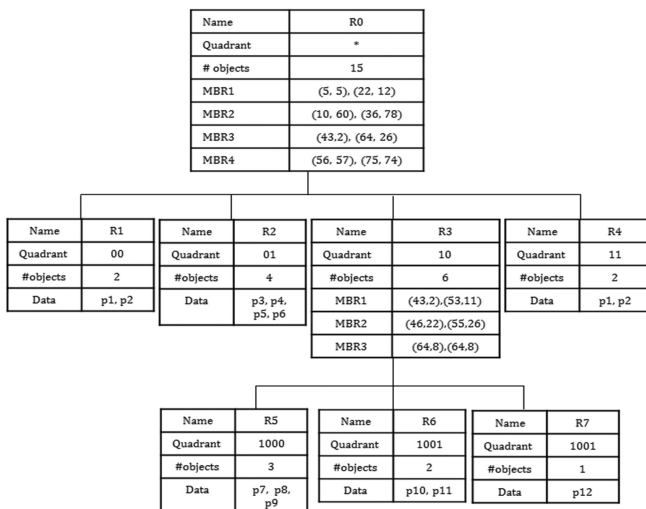 Name R0
Quadrant *
# objects 15
MBR1 (5, 5), (22, 12)
MBR2 (10, 60), (36, 78)
MBR3 (43,2), (64, 26)
MBR4 (56, 57), (75, 74)
Name R1
Quadrant 00
#objects 2
Data p1, p2
Name R2
Quadrant 01
#objects 4
Data p3, p4,
p5, p6
Name R3
Quadrant 10
#objects 6
MBR1 (43,2),(53,11)
MBR2 (46,22),(55,26)
MBR3 (64,8),(64,8)
Name R4
Quadrant 11
#objects 2
Data p1, p2
Name R5
Quadrant 1000
#objects 3
Data p7, p8,
p9
Name R6
Quadrant 1001
#objects 2
Data p10, p11
Name R7
Quadrant 1001
#objects 1
Data p12